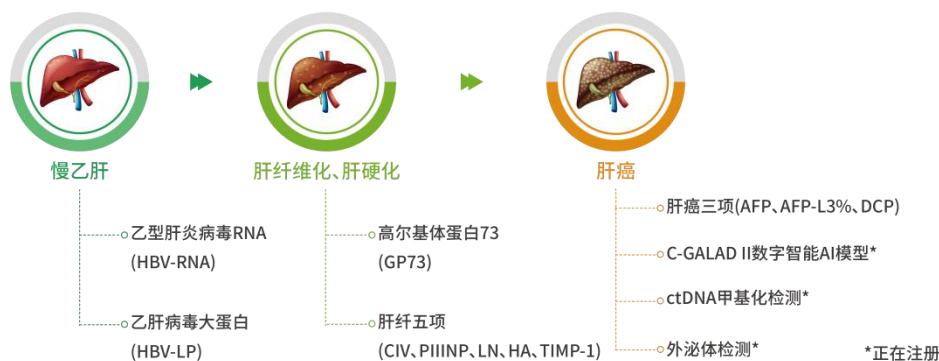 慢乙肝
乙型肝炎病毒RNA
(HBV-RNA)
乙肝病毒大蛋白
(HBV-LP)
肝纤维化、肝硬化
高尔基体蛋白73
(GP73)
肝纤五项
(CIV、PIIINP、LN、HA、TIMP-1)
肝癌
肝癌三项(AFP、AFP-L3%、DCP)
C-GALAD II数字智能AI模型*
ctDNA甲基化检测*
外泌体检测*
*正在注册